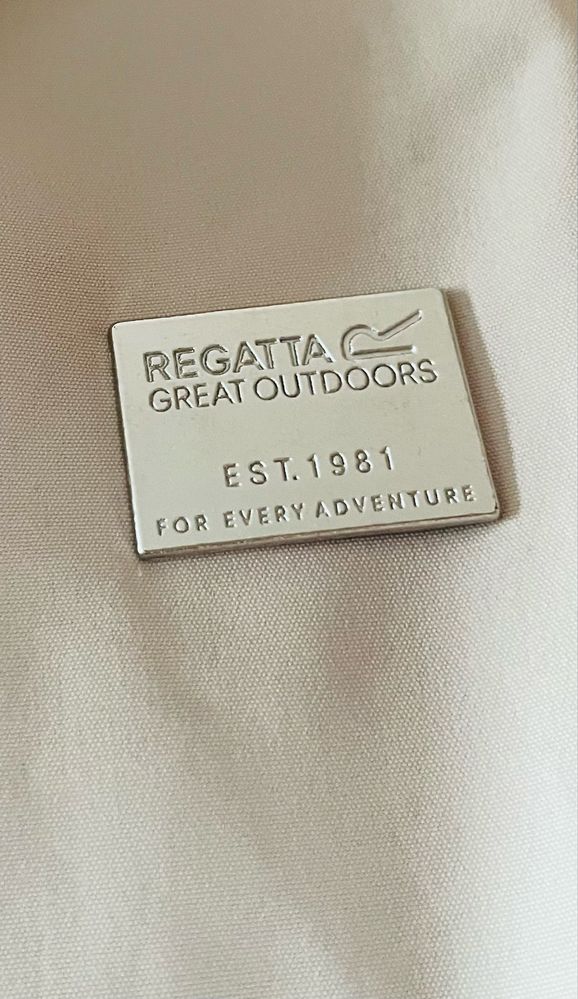 REGATTA
GREAT OUTDOORS
EST. 1981
FOR EVERY ADVENTURE